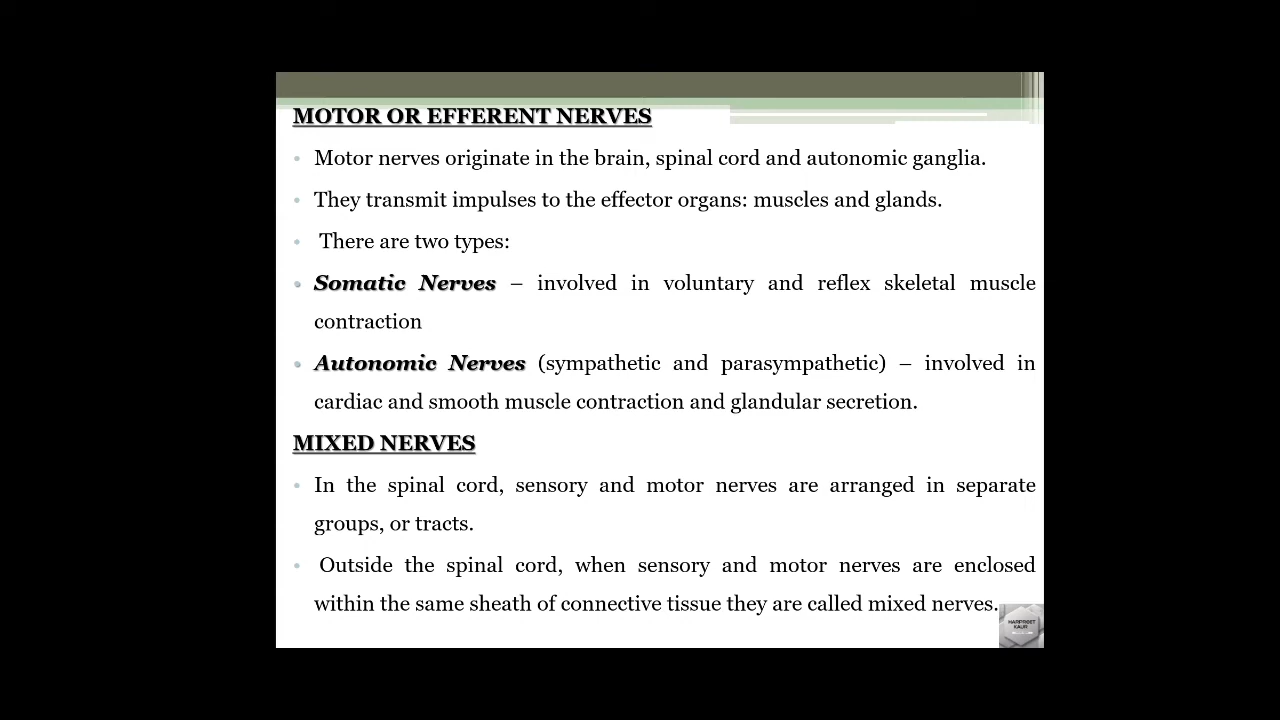 MOTOR OR EFFERENT NERVES
• Motor nerves originate in the brain, spinal cord and autonomic ganglia.
• They transmit impulses to the effector organs: muscles and glands.
• There are two types:
• Somatic Nerves – involved in voluntary and reflex skeletal muscle
contraction
• Autonomic Nerves (sympathetic and parasympathetic) – involved in
cardiac and smooth muscle contraction and glandular secretion.
MIXED NERVES
• In the spinal cord, sensory and motor nerves are arranged in separate
groups, or tracts.
• Outside the spinal cord, when sensory and motor nerves are enclosed
within the same sheath of connective tissue they are called mixed nerves.
HARPREET
KAUR